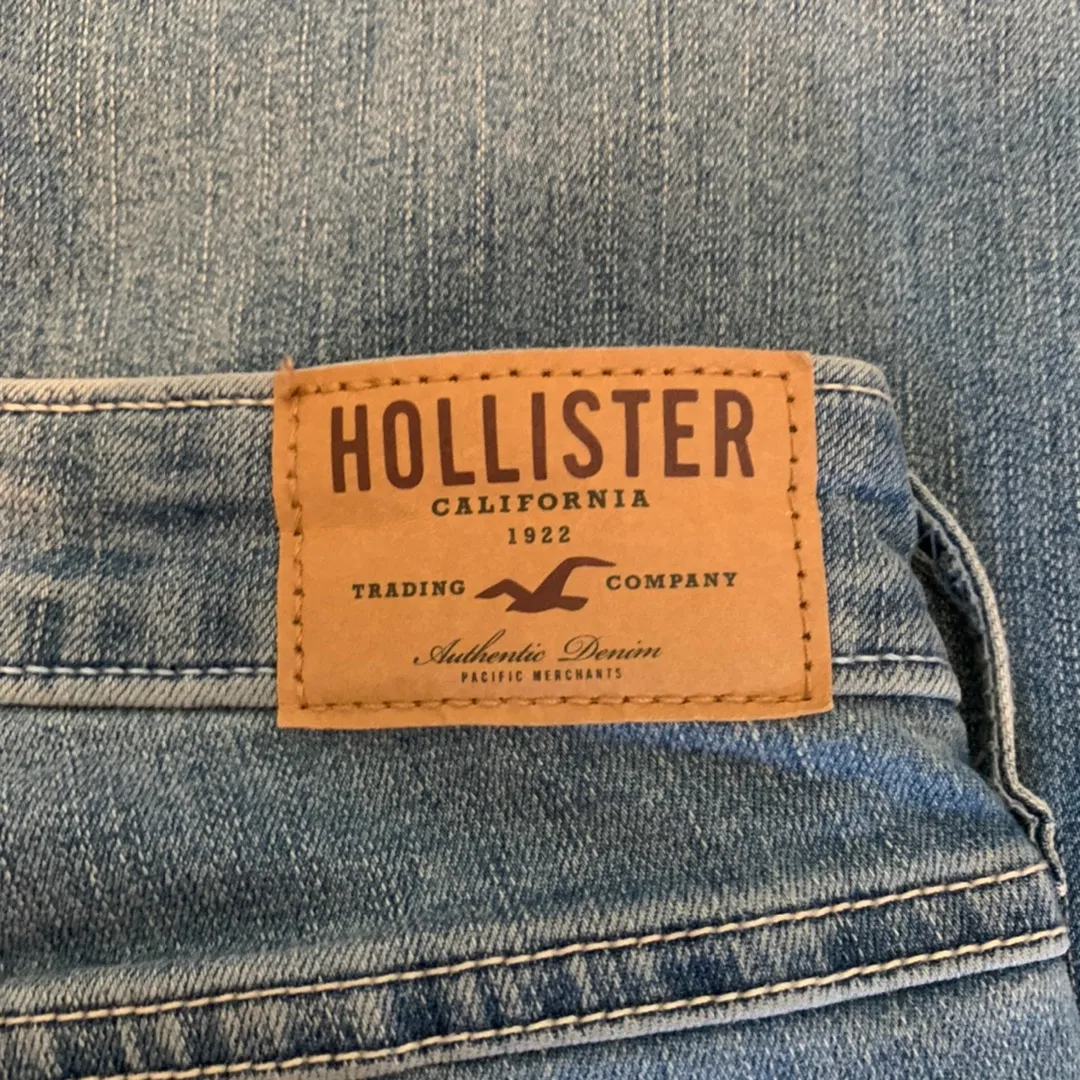 HOLLISTER
CALIFORNIA
1922
TRADING COMPANY
Authentic Denim
PACIFIC MERCHANTS